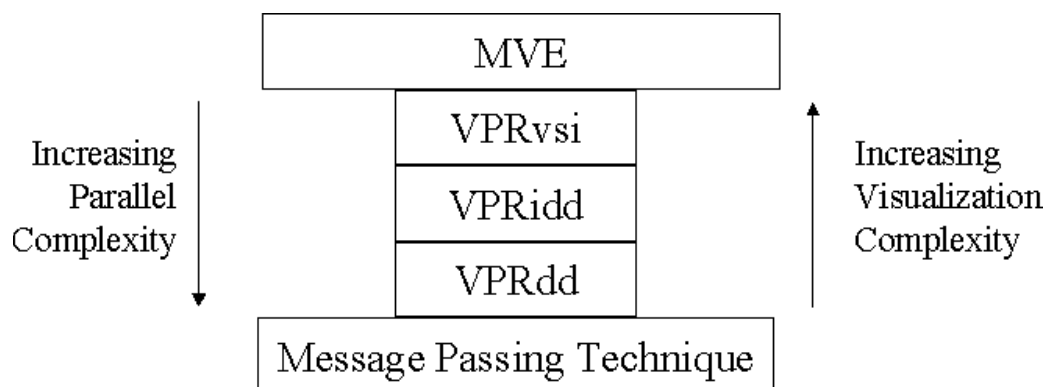 MVE
VPRvsi
VPRidd
VPRdd
Message Passing Technique
Increasing
Parallel
Complexity
Increasing
Visualization
Complexity